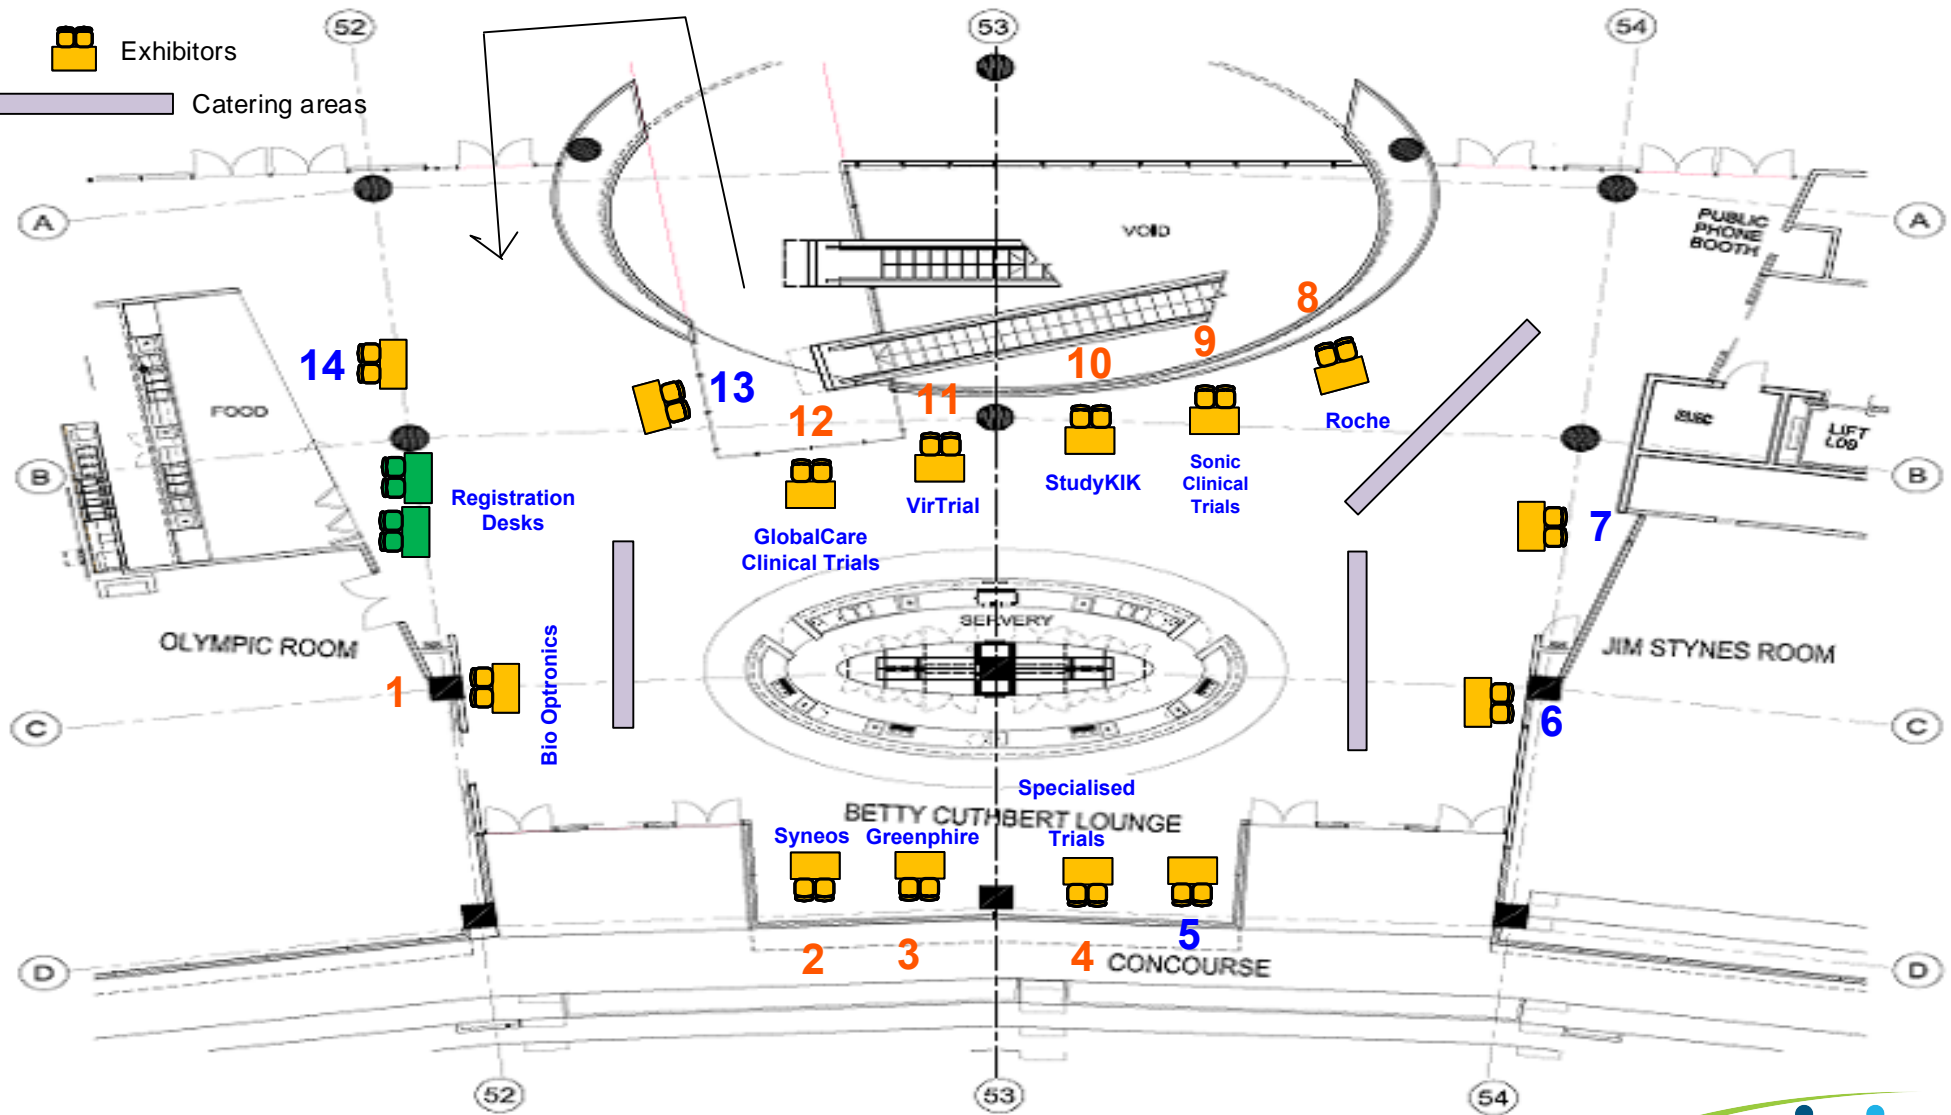 52
53
54
Exhibitors
Catering areas
A
A
VOID
PUBLIC
PHONE
BOOTH
8
9
10
14
13
11
12
FOOD
Roche
LIFT
B
B
Registration
Desks
VirTrial
StudyKIK
Sonic
Clinical
Trials
7
GlobalCare
Clinical Trials
SERVERY
OLYMPIC ROOM
JIM STYNES ROOM
1
Bio Optronics
6
C
C
Specialised
BETTY CUTHBERT LOUNGE
Syneos
Greenphire
Trials
5
2
3
4
CONCOURSE
D
D
52
53
54